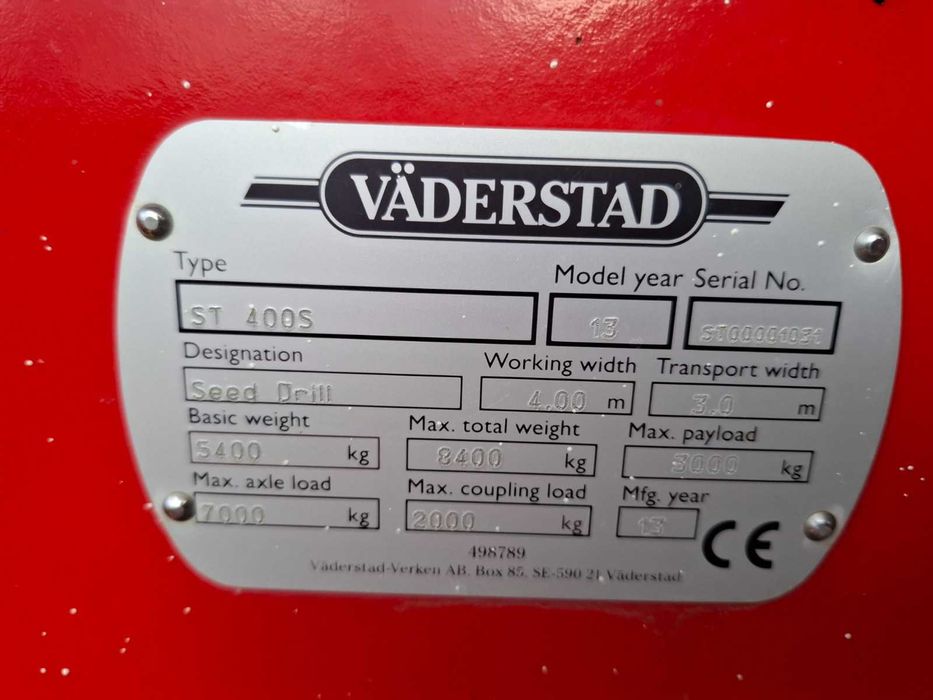 VÄDERSTAD
Type Model year Serial No.
ST 400S 13 ST00001031
Designation Working width Transport width
Seed Drill 4.00 m 3.0 m
Basic weight Max. total weight Max. payload
5400 kg 8400 kg 3000 kg
Max. axle load Max. coupling load Mfg. year
7000 kg 2000 kg 13
CE
498789
Väderstad-Verken AB, Box 85, SE-590 21 Väderstad